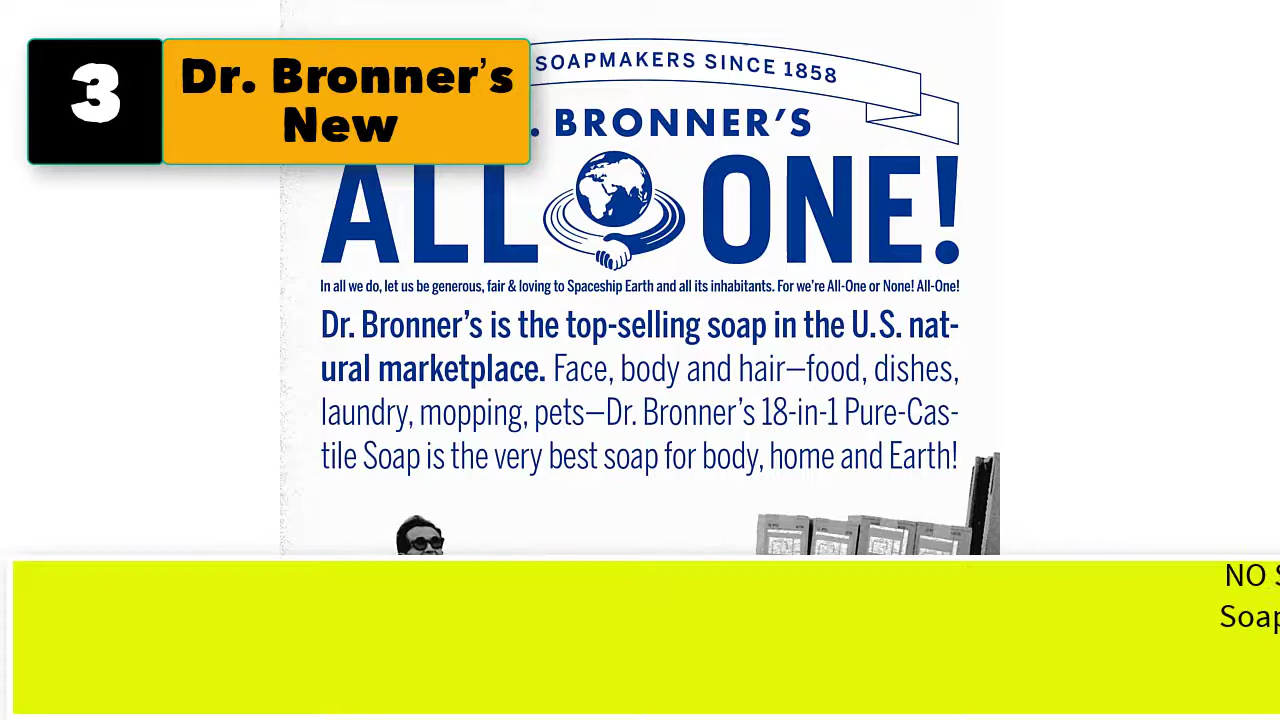 3
Dr. Bronner's
New
SOAPMAKERS SINCE 1858
. BRONNER'S
ALL ONE!
In all we do, let us be generous, fair & loving to Spaceship Earth and all its inhabitants. For we're All-One or None! All-One!
Dr. Bronner's is the top-selling soap in the U.S. nat-
ural marketplace. Face, body and hair—food, dishes,
laundry, mopping, pets—Dr. Bronner's 18-in-1 Pure-Cas-
tile Soap is the very best soap for body, home and Earth!
NO
Soap